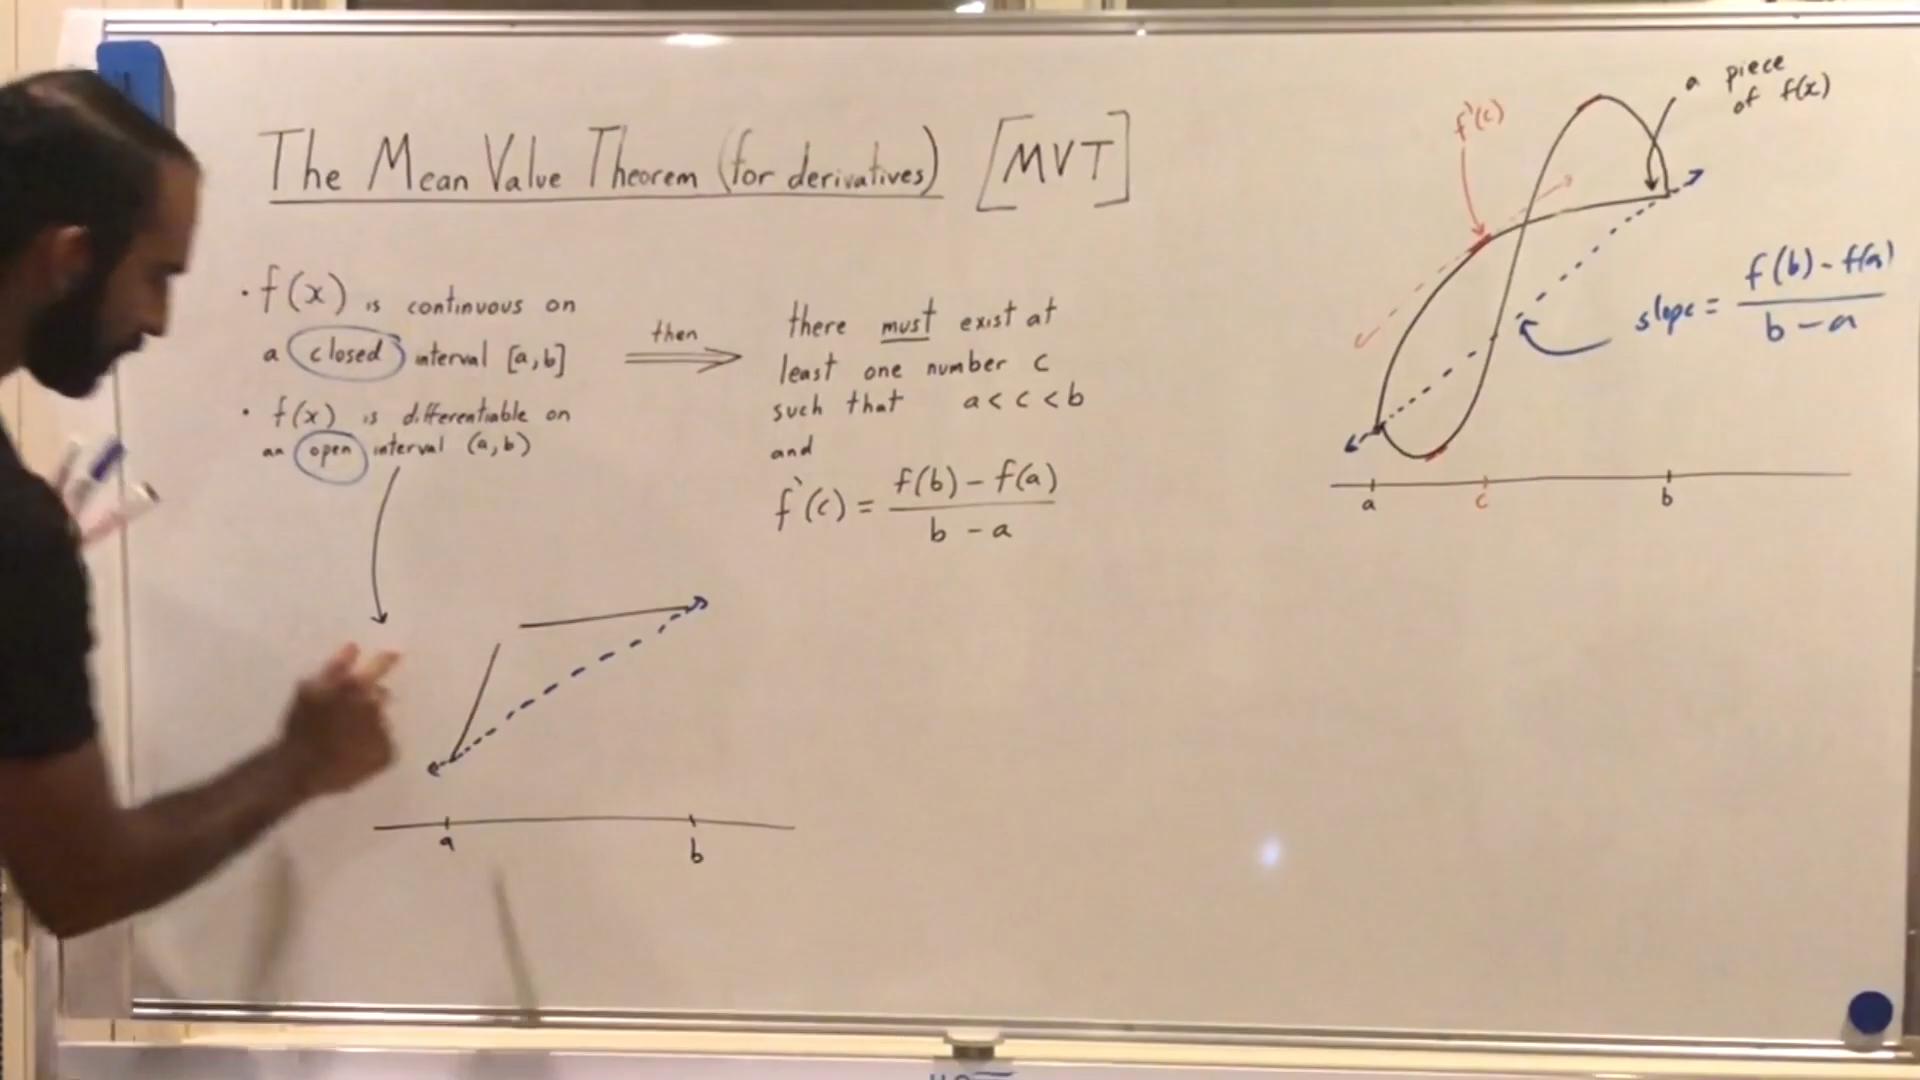 The Mean Value Theorem (for derivatives) [MVT]
• f(x) is continuous on
a closed interval [a,b]
• f(x) is differentiable on
an open interval (a,b)
then
there must exist at
least one number c
such that a < c < b
and
f`(c) = f(b) - f(a)
b - a
a b
f`(c)
a piece
of f(x)
slope = f(b) - f(a)
b - a
a c b